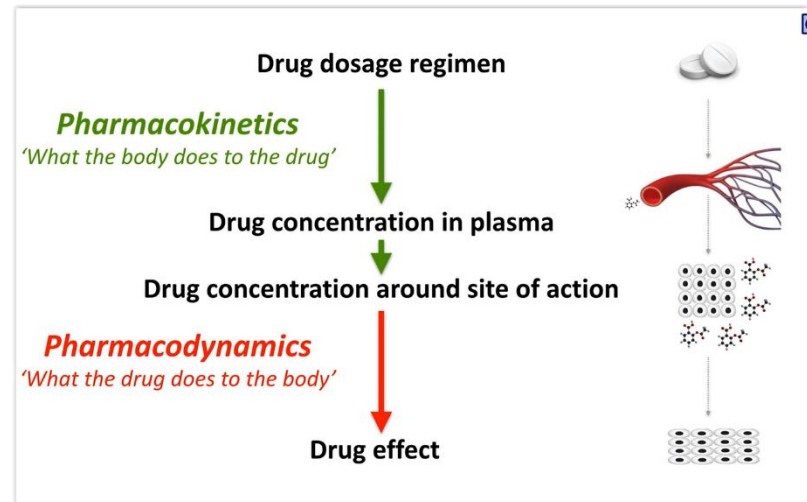 Drug dosage regimen
Pharmacokinetics
‘What the body does to the drug’
Drug concentration in plasma
Drug concentration around site of action
Pharmacodynamics
‘What the drug does to the body’
Drug effect